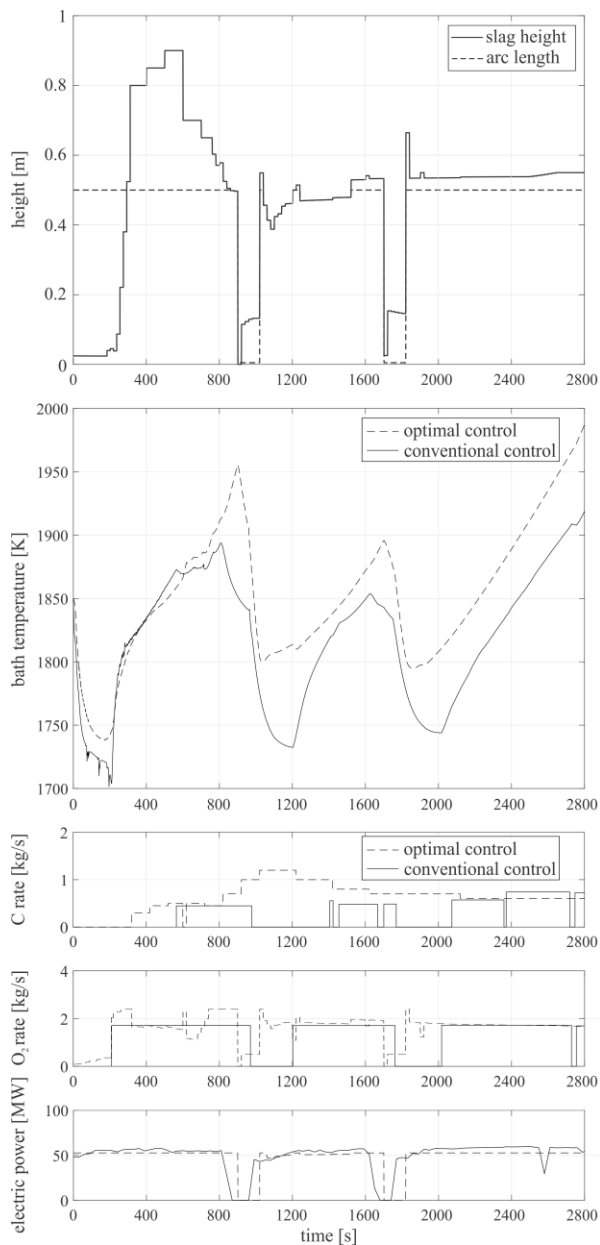 1
slag height
arc length
0.8
0.6
height [m]
0.4
0.2
0
0 400 800 1200 1600 2000 2400 2800
2000
optimal control
conventional control
1950
1900
bath temperature [K]
1850
1800
1750
1700
0 400 800 1200 1600 2000 2400 2800
2
optimal control
conventional control
C rate [kg/s]
1
0
0 400 800 1200 1600 2000 2400 2800
4
O₂ rate [kg/s]
2
0
0 400 800 1200 1600 2000 2400 2800
100
electric power [MW]
50
0
0 400 800 1200 1600 2000 2400 2800
time [s]